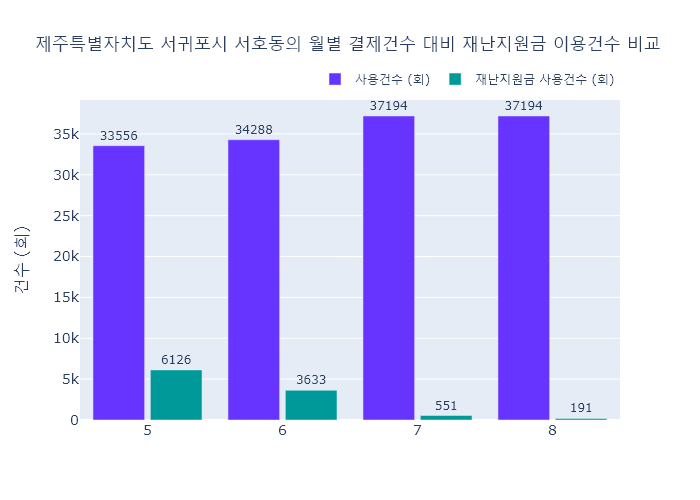 제주특별자치도 서귀포시 서호동의 월별 결제건수 대비 재난지원금 이용건수 비교
사용건수 (회) 재난지원금 사용건수 (회)
건수 (회)
35k
30k
25k
20k
15k
10k
5k
0
33556 34288 37194 37194
6126 3633 551 191
5 6 7 8